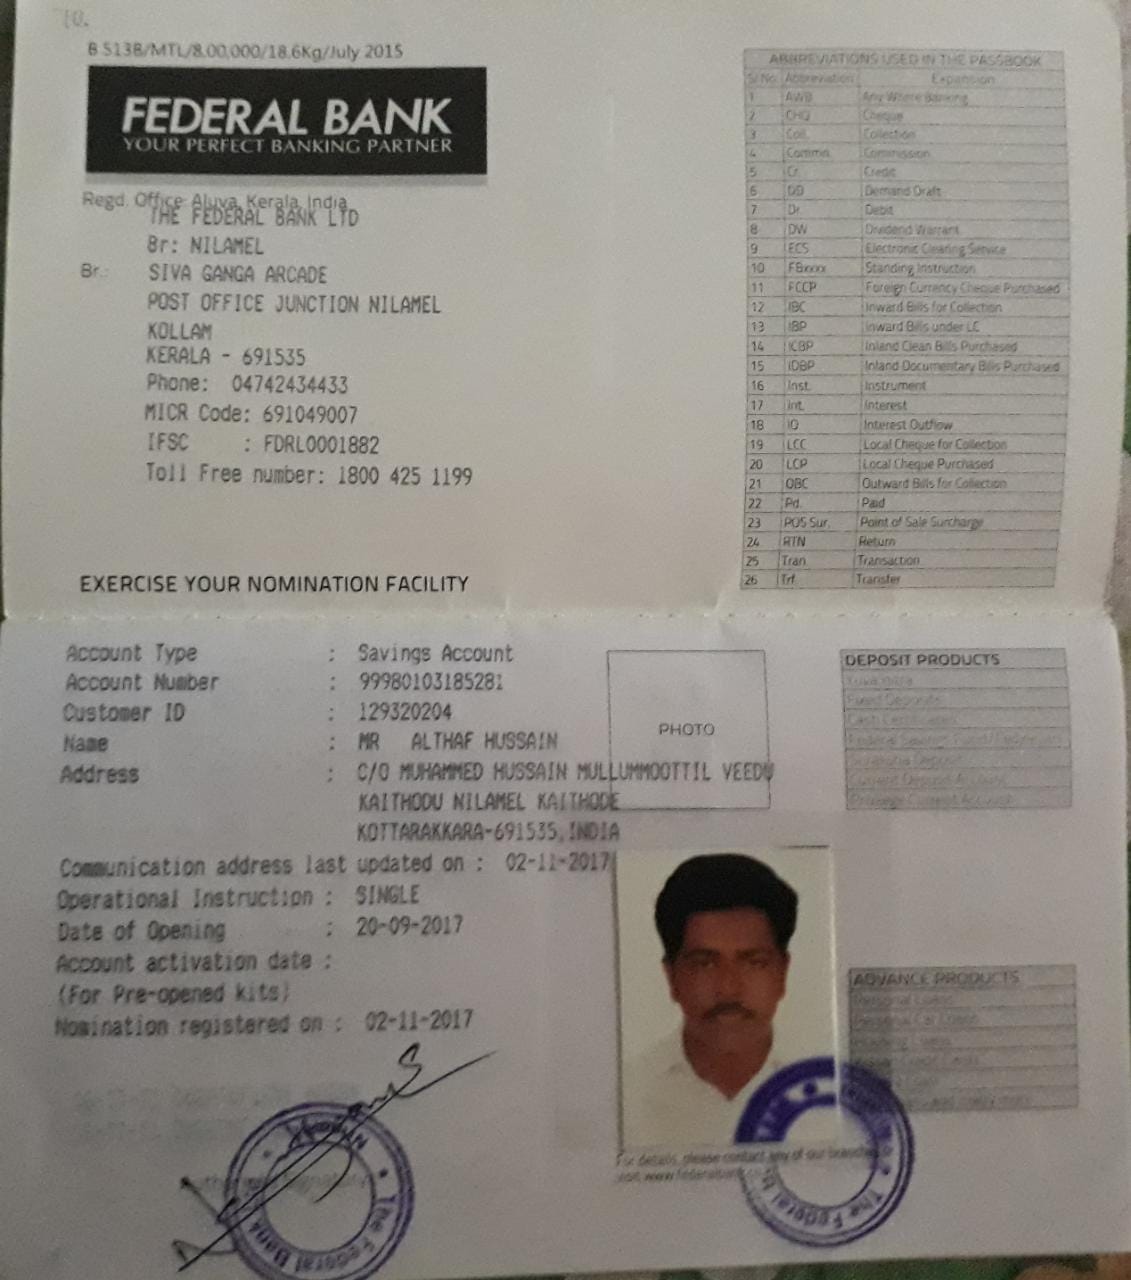 B 513B/MTL/8.00,000/18.6Kg/July 2015
FEDERAL BANK
YOUR PERFECT BANKING PARTNER
Regd. Office: Aluva, Kerala, India
THE FEDERAL BANK LTD
Br: NILAMEL
Br.: SIVA GANGA ARCADE
POST OFFICE JUNCTION NILAMEL
KOLLAM
KERALA - 691535
Phone: 04742434433
MICR Code: 691049007
IFSC : FDRL0001882
Toll Free number: 1800 425 1199
EXERCISE YOUR NOMINATION FACILITY
ABBREVIATIONS USED IN THE PASSBOOK
Sl No. Abbreviation Expansion
1 AWB Any Where Banking
2 CHQ Cheque
3 Coll. Collection
4 Commn. Commission
5 Cr. Credit
6 DD Demand Draft
7 Dr. Debit
8 DW Dividend Warrant
9 ECS Electronic Clearing Service
10 FBxxxx Standing Instruction
11 FCCP Foreign Currency Cheque Purchased
12 IBC Inward Bills for Collection
13 IBP Inward Bills under LC
14 ICBP Inland Clean Bills Purchased
15 IDBP Inland Documentary Bills Purchased
16 Inst. Instrument
17 Int. Interest
18 IO Interest Outflow
19 LCC Local Cheque for Collection
20 LCP Local Cheque Purchased
21 OBC Outward Bills for Collection
22 Pd. Paid
23 POS Sur. Point of Sale Surcharge
24 RTN Return
25 Tran. Transaction
26 Trf. Transfer
Account Type : Savings Account
Account Number : 99980103185281
Customer ID : 129320204
Name : MR ALTHAF HUSSAIN
Address : C/O MUHAMMED HUSSAIN MULLUMMOOTTIL VEEDU
KAITHODU NILAMEL KAITHODE
KOTTARAKKARA-691535, INDIA
Communication address last updated on : 02-11-2017
Operational Instruction : SINGLE
Date of Opening : 20-09-2017
Account activation date :
(For Pre-opened kits)
Nomination registered on : 02-11-2017
PHOTO
DEPOSIT PRODUCTS
Fixed Deposits
Cash Certificates
ADVANCE PRODUCTS
Personal Loans
Personal Car Loans
For details, please contact any of our branches
visit www.federalbank.co
The Federal Bank
The Federal